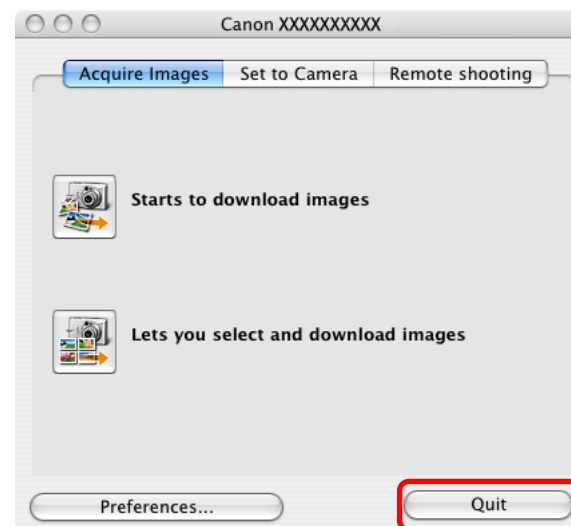 Canon XXXXXXXXXX
Acquire Images Set to Camera Remote shooting
Starts to download images
Lets you select and download images
Preferences... Quit